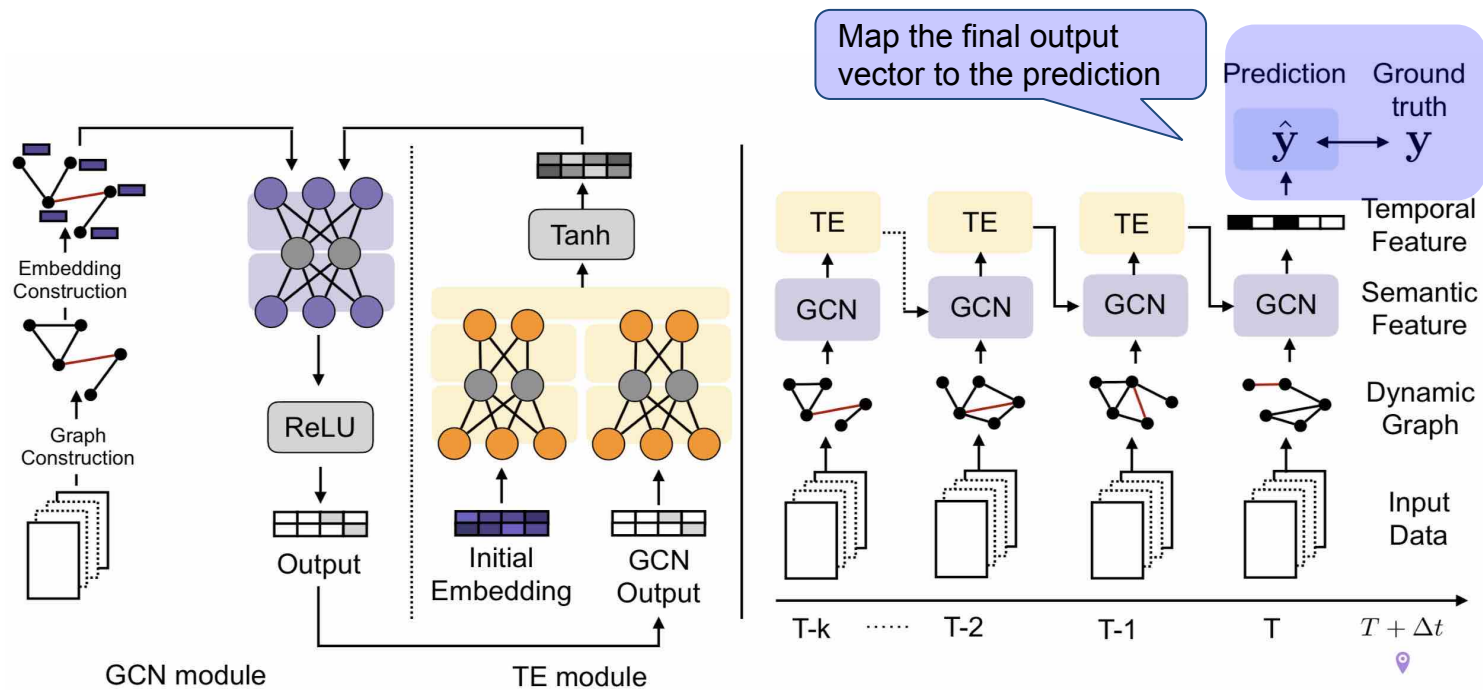 Map the final output
vector to the prediction
Prediction
Ground
truth
ŷ
y
Embedding
Construction
Graph
Construction
ReLU
Output
Tanh
Initial
Embedding
GCN
Output
GCN module
TE module
TE
TE
TE
Temporal
Feature
GCN
GCN
GCN
GCN
Semantic
Feature
Dynamic
Graph
Input
Data
T-k
......
T-2
T-1
T
T + Δt